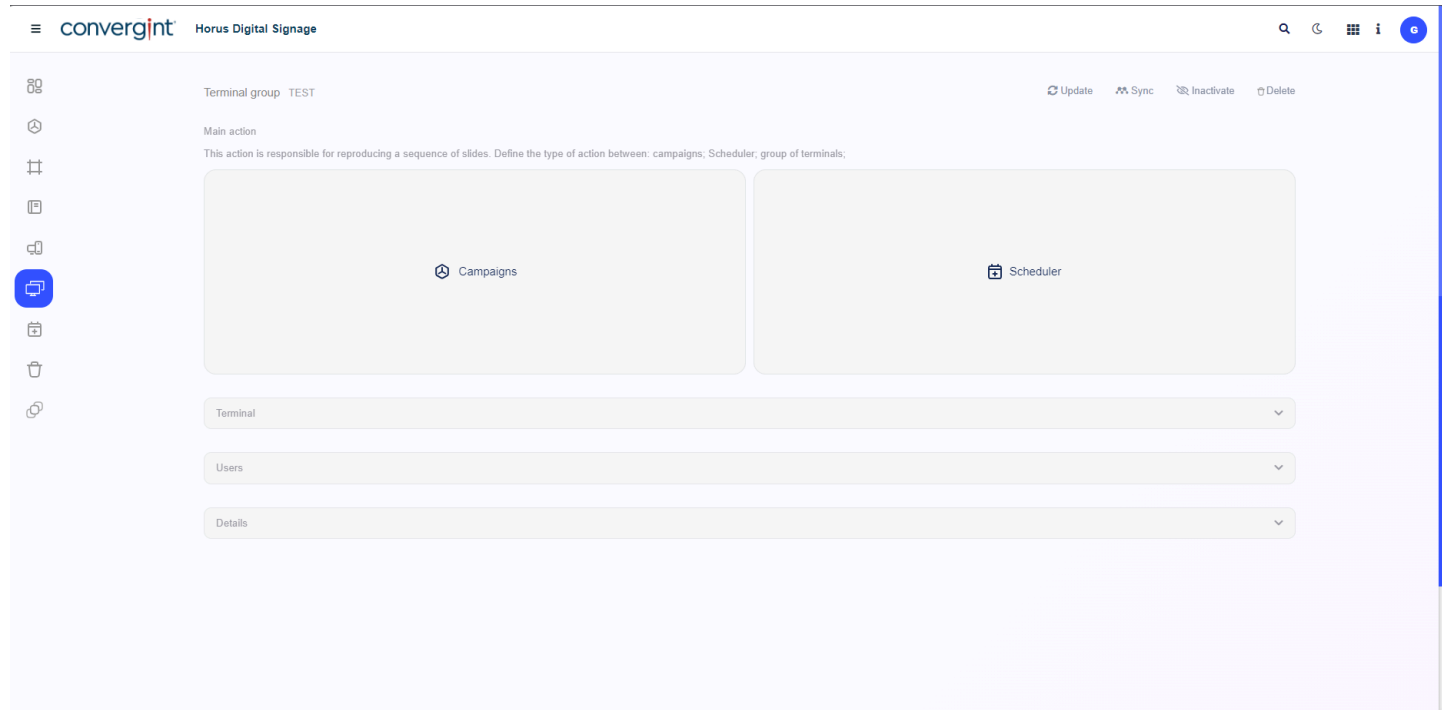 convergint Horus Digital Signage G
Terminal group TEST Update Sync Inactivate Delete
Main action
This action is responsible for reproducing a sequence of slides. Define the type of action between: campaigns; Scheduler; group of terminals;
Campaigns Scheduler
Terminal
Users
Details